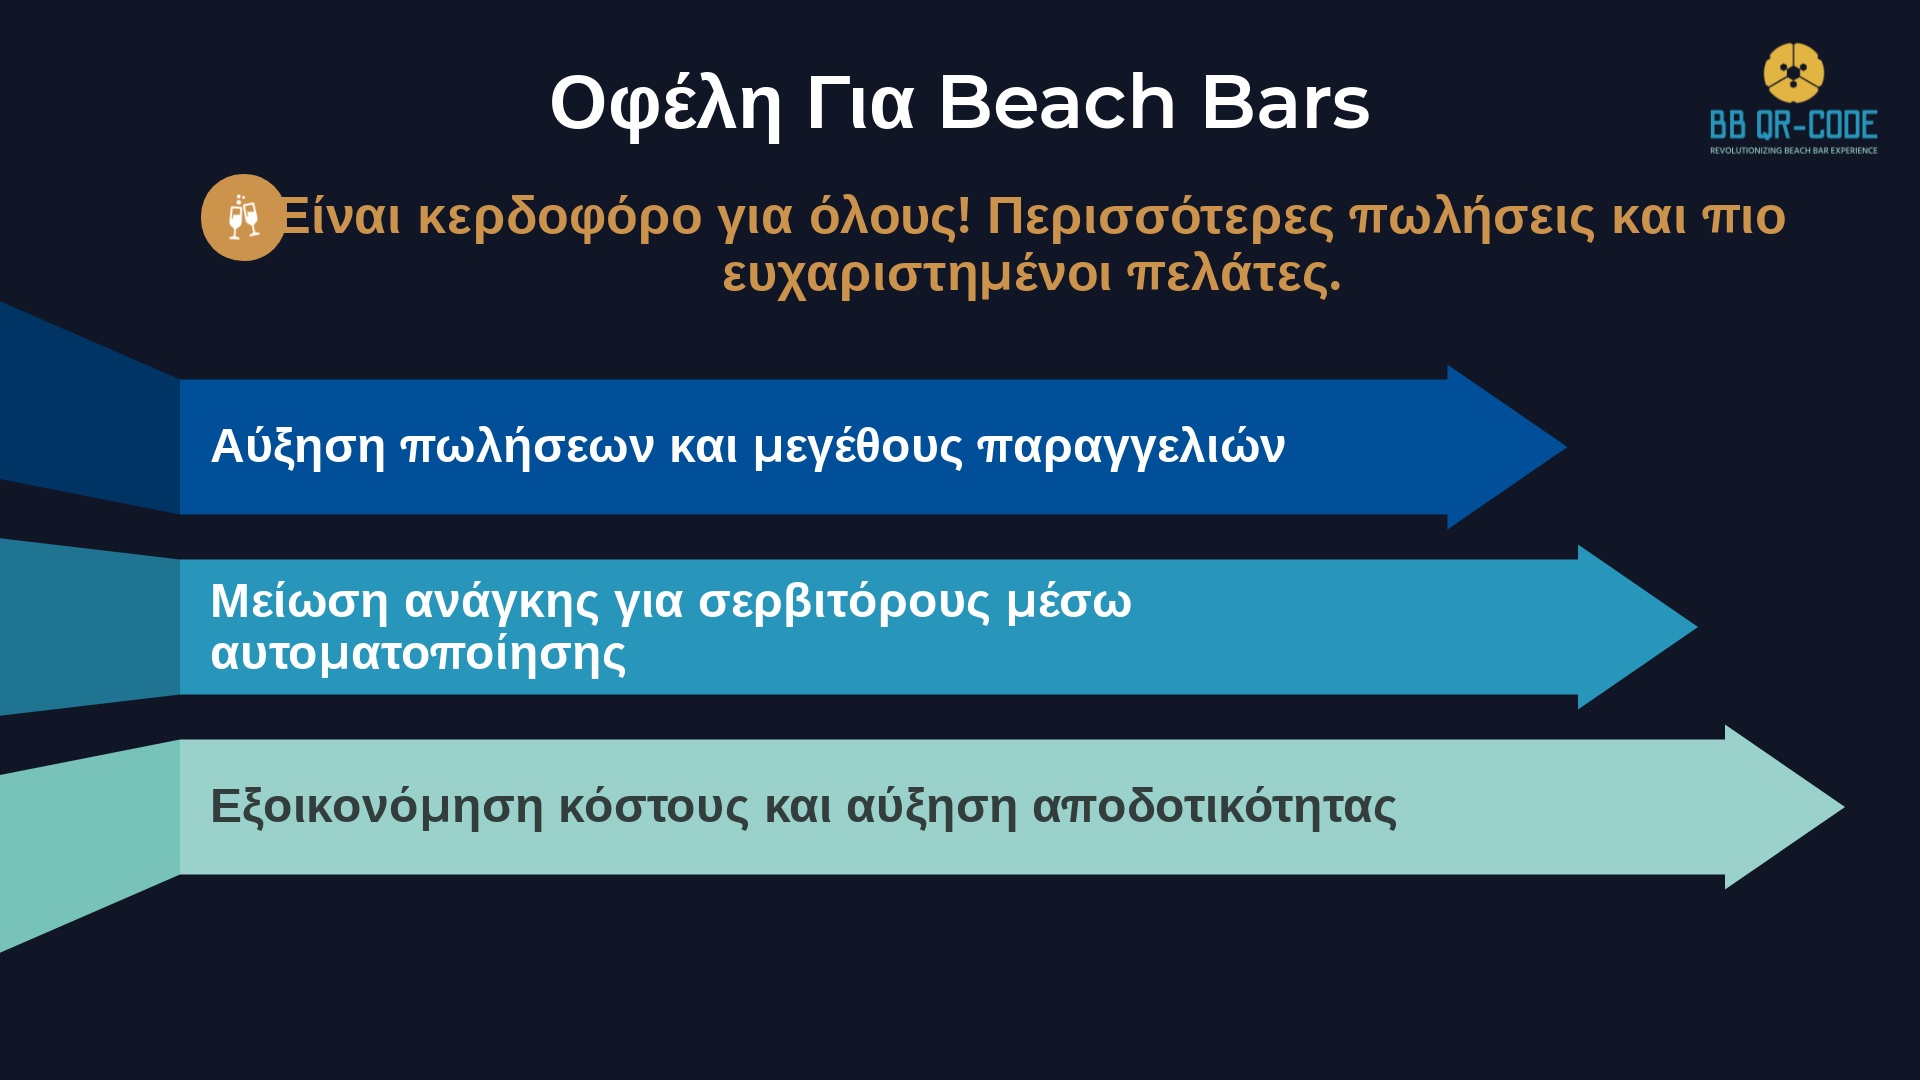 Οφέλη Για Beach Bars
BB QR-CODE
REVOLUTIONIZING BEACH BAR EXPERIENCE
Είναι κερδοφόρο για όλους! Περισσότερες πωλήσεις και πιο
ευχαριστημένοι πελάτες.
Αύξηση πωλήσεων και μεγέθους παραγγελιών
Μείωση ανάγκης για σερβιτόρους μέσω
αυτοματοποίησης
Εξοικονόμηση κόστους και αύξηση αποδοτικότητας